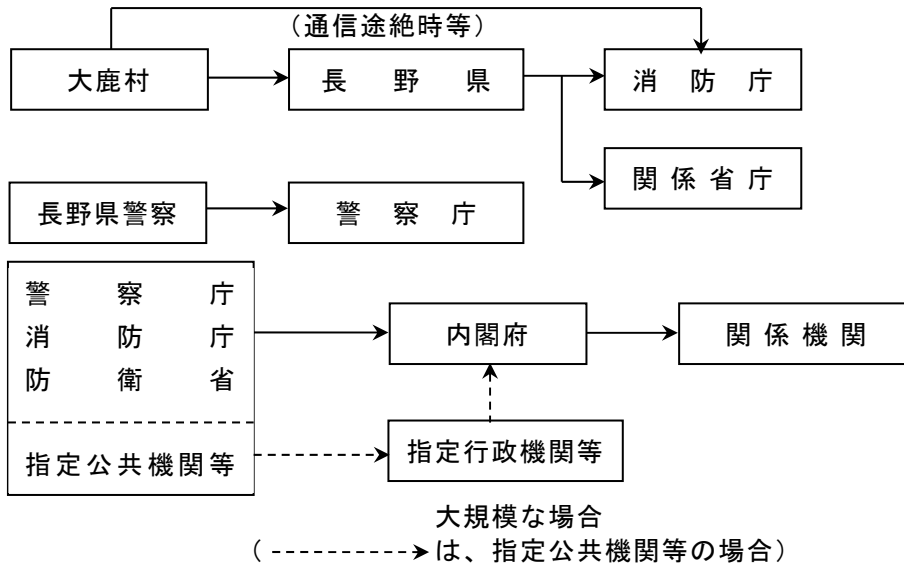 （通信途絶時等）
大鹿村
長野県
消防庁
関係省庁
長野県警察
警察庁
警察庁
消防庁
防衛省
内閣府
関係機関
指定公共機関等
指定行政機関等
大規模な場合
（ は、指定公共機関等の場合）